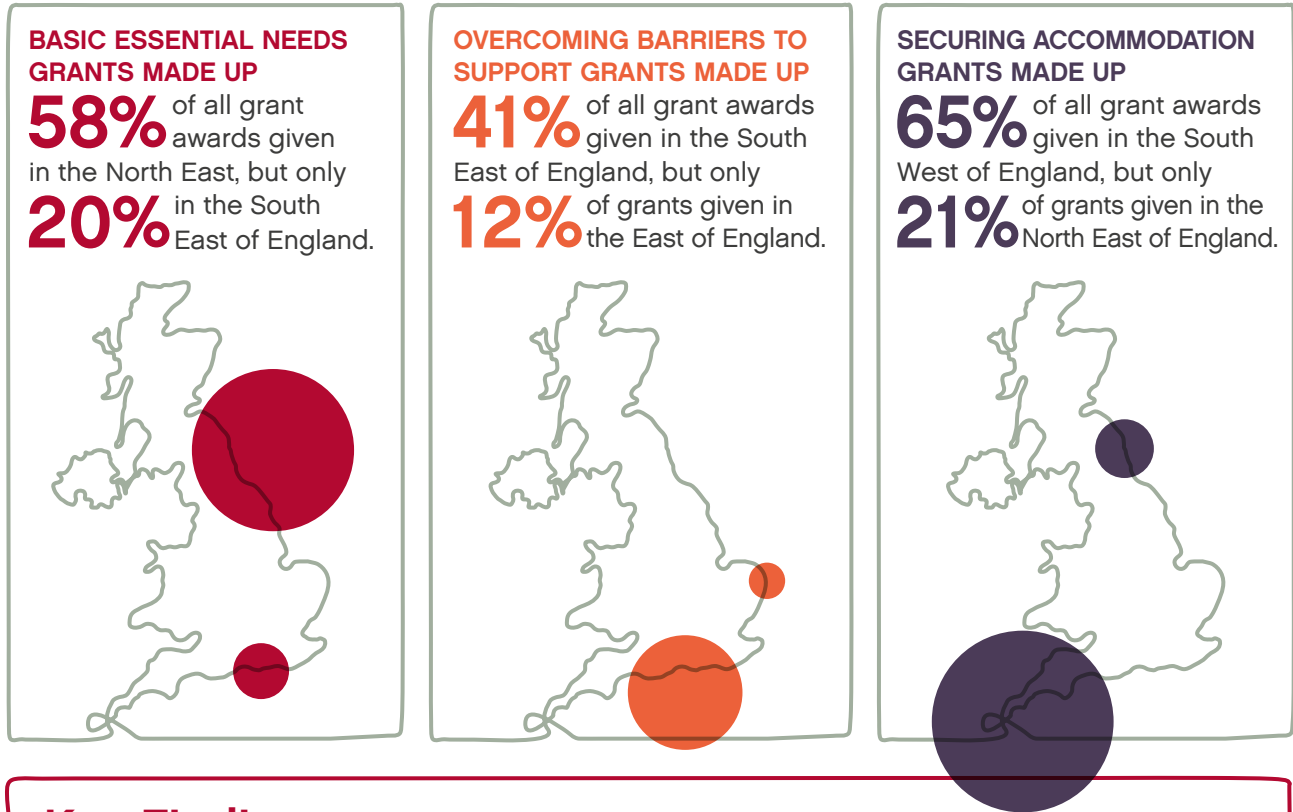 BASIC ESSENTIAL NEEDS
GRANTS MADE UP
58% of all grant
awards given
in the North East, but only
20% in the South
East of England.
OVERCOMING BARRIERS TO
SUPPORT GRANTS MADE UP
41% of all grant awards
given in the South
East of England, but only
12% of grants given in
the East of England.
SECURING ACCOMMODATION
GRANTS MADE UP
65% of all grant awards
given in the South
West of England, but only
21% of grants given in the
North East of England.